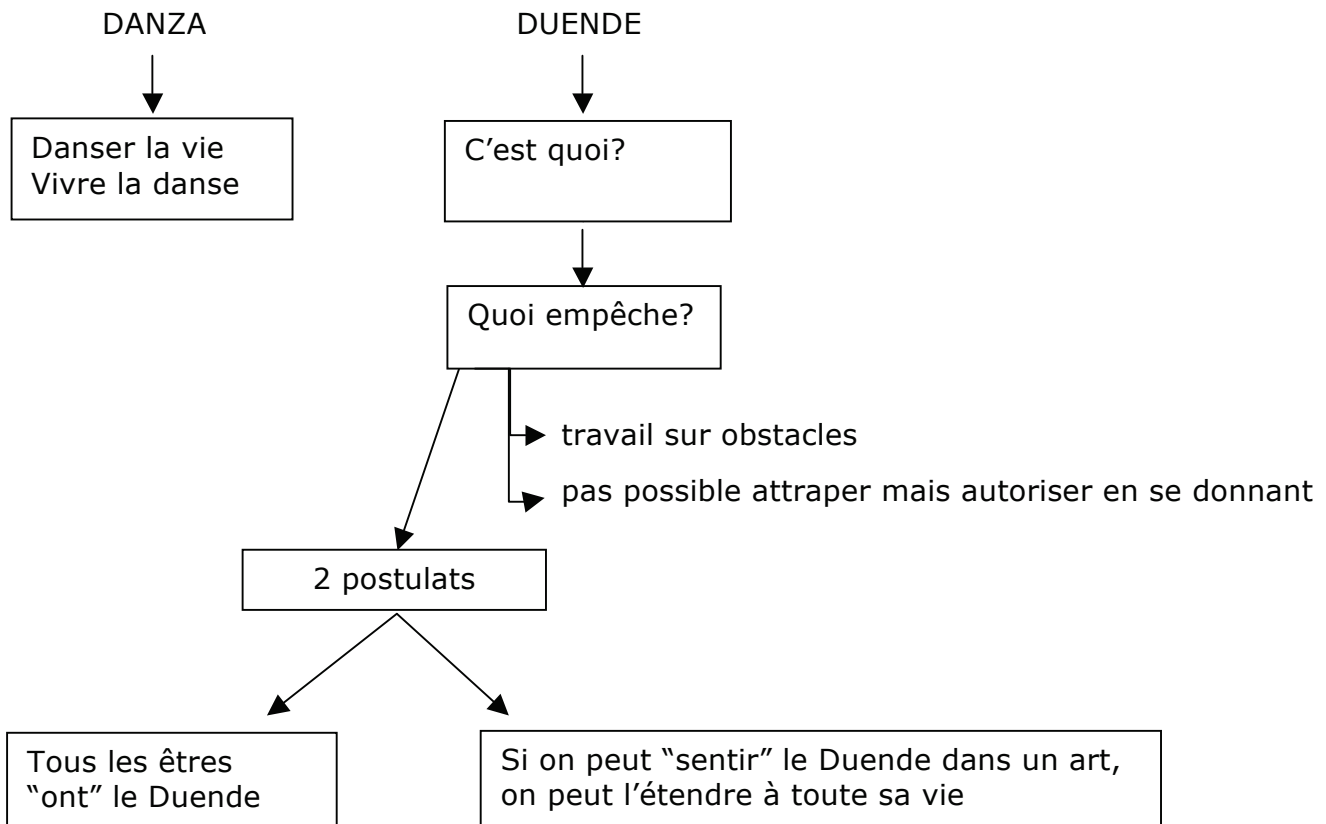 DANZA
DUENDE
Danser la vie
Vivre la danse
C’est quoi?
Quoi empêche?
travail sur obstacles
pas possible attraper mais autoriser en se donnant
2 postulats
Tous les êtres
“ont” le Duende
Si on peut “sentir” le Duende dans un art,
on peut l’étendre à toute sa vie